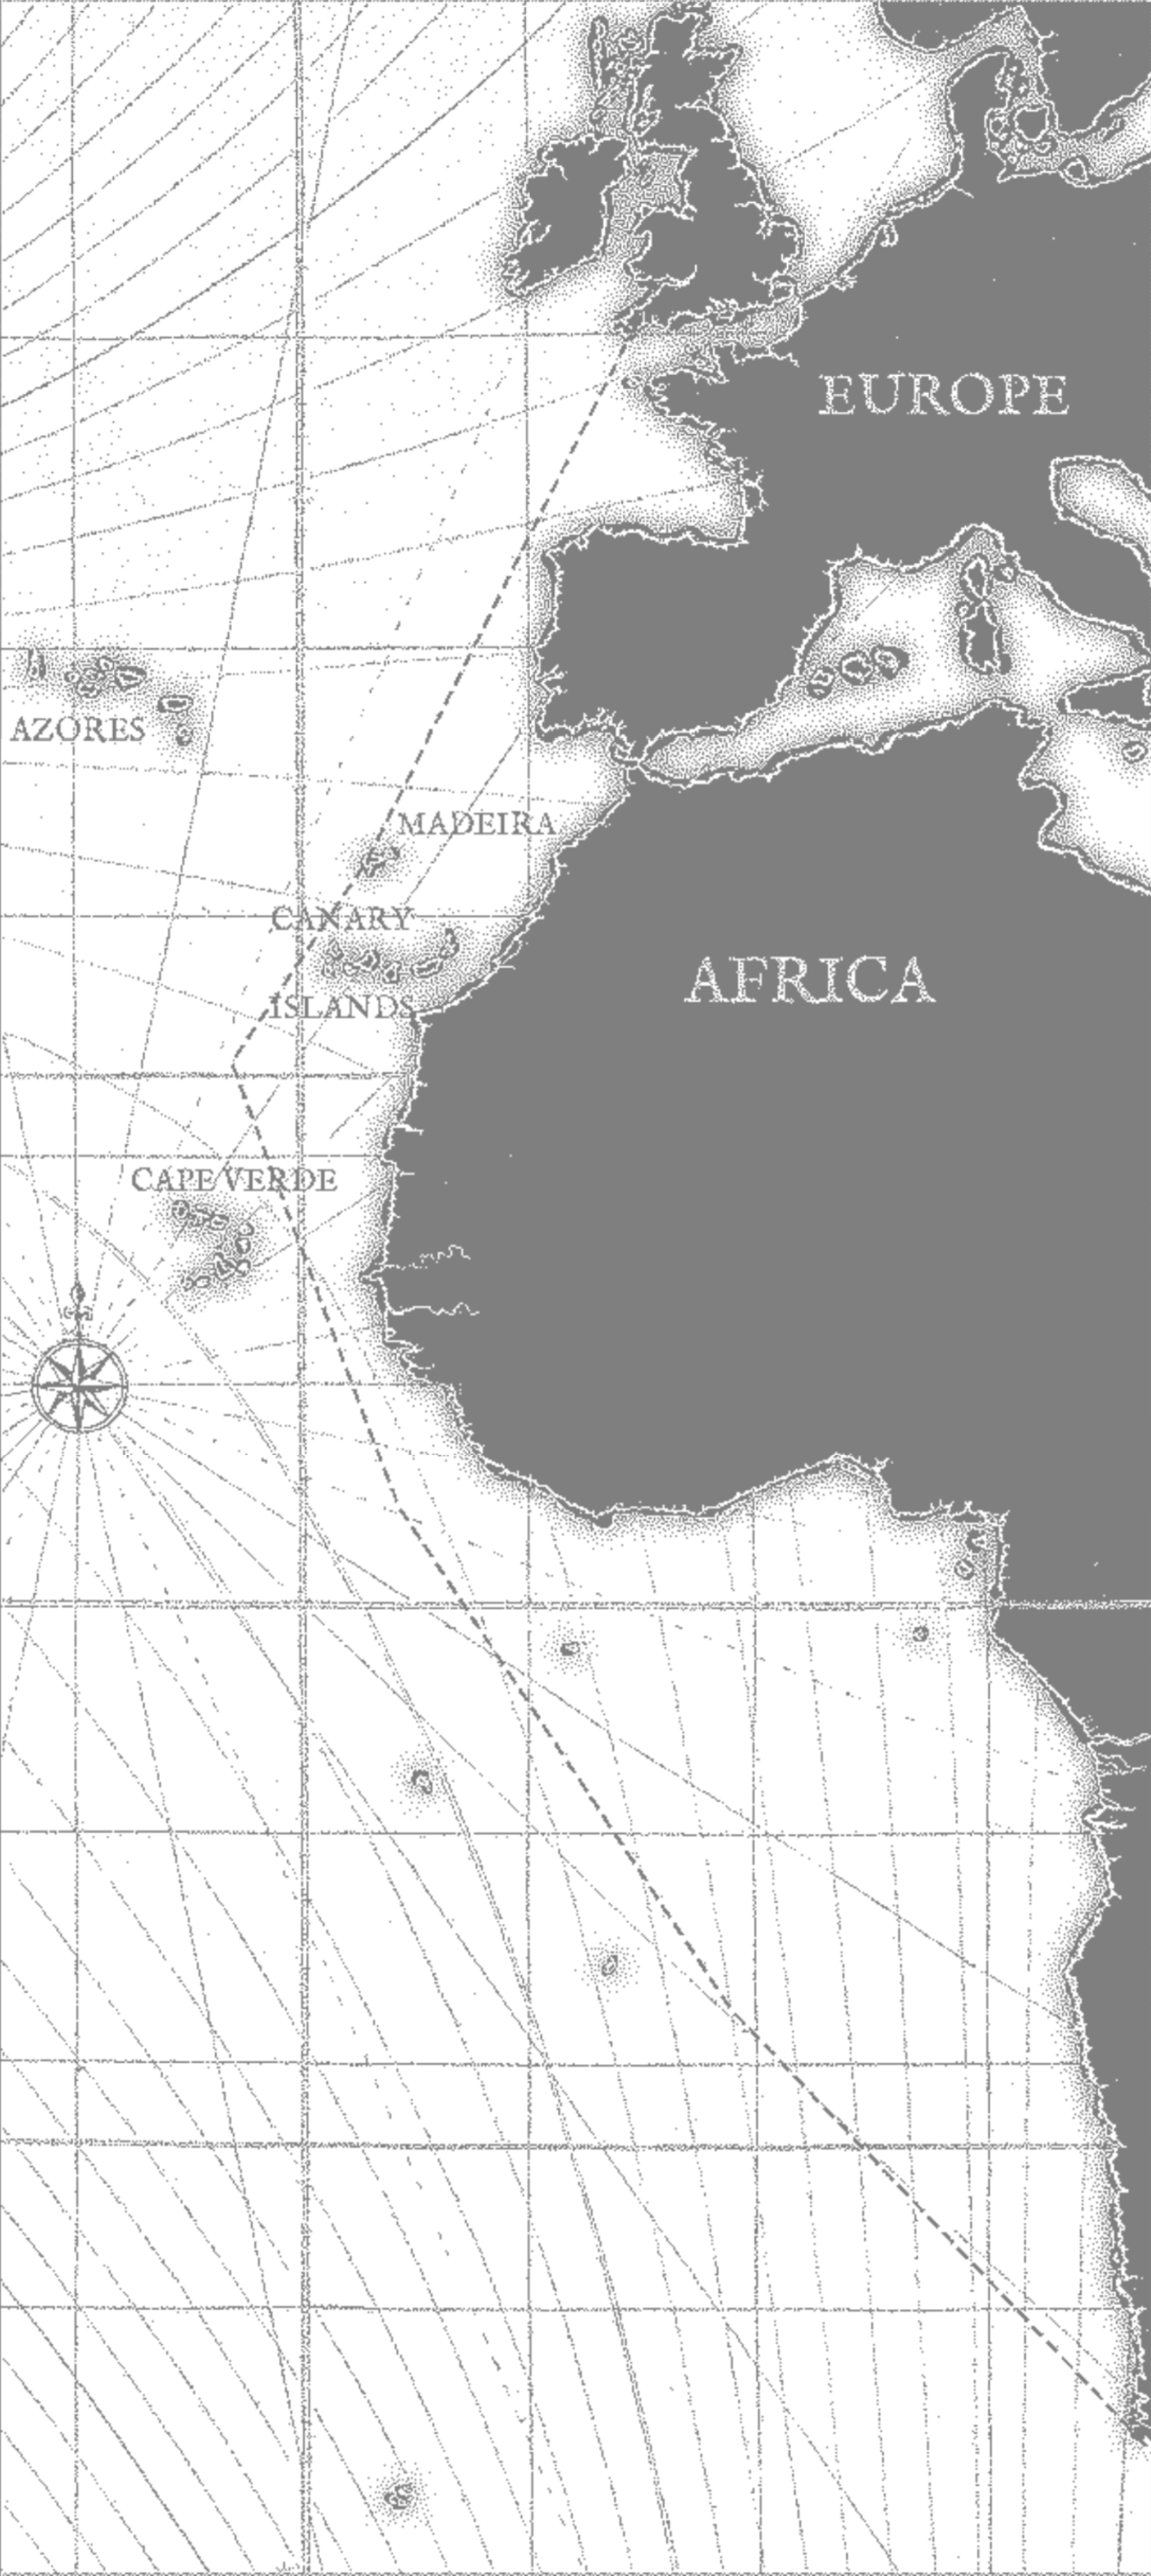 EUROPE
AZORES
MADEIRA
CANARY
ISLANDS
AFRICA
CAPE VERDE